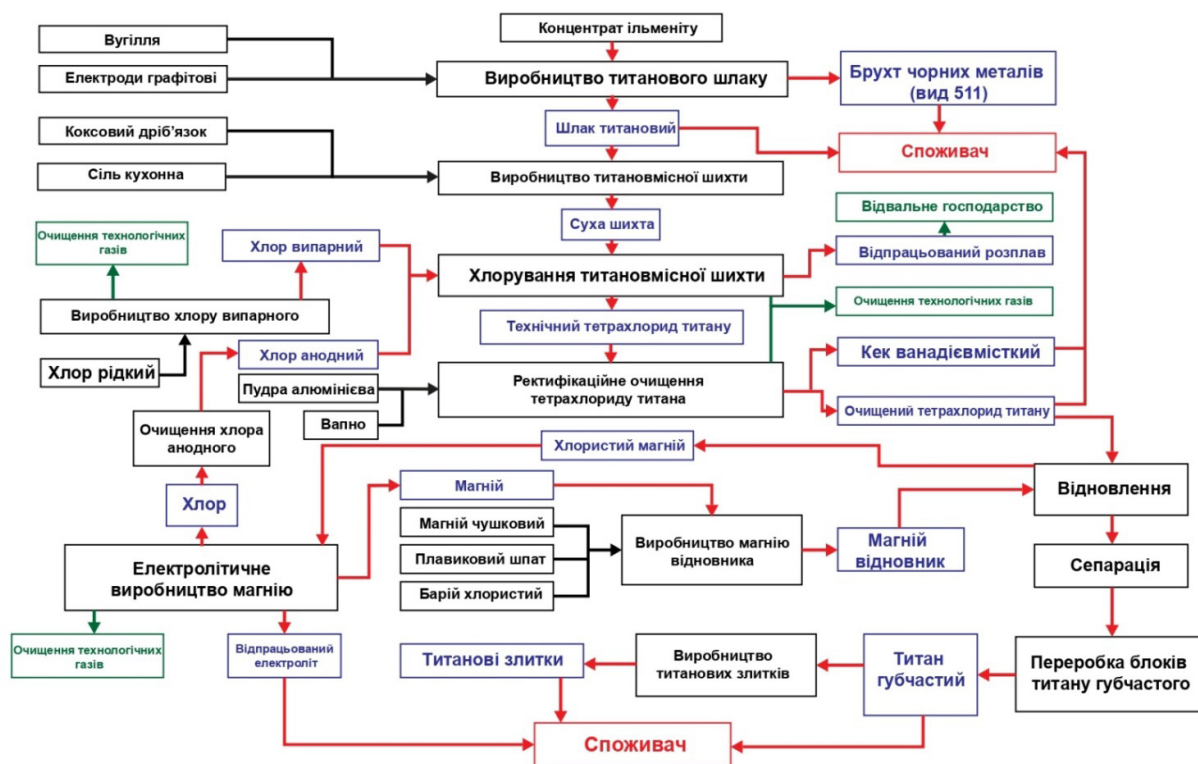 Концентрат ільменіту
Вугілля
Електроди графітові
Виробництво титанового шлаку
Брухт чорних металів
(вид 511)
Коксовий дріб'язок
Шлак титановий
Споживач
Сіль кухонна
Виробництво титановмісної шихти
Відвальне господарство
Суха шихта
Очищення технологічних
газів
Хлор випарний
Відпрацьований розплав
Хлорування титановмісної шихти
Очищення технологічних газів
Виробництво хлору випарного
Технічний тетрахлорид титану
Хлор анодний
Кек ванадієвмісткий
Хлор рідкий
Пудра алюмінієва
Ректифікаційне очищення
тетрахлориду титана
Очищений тетрахлорид титану
Вапно
Очищення хлора
анодного
Хлористий магній
Відновлення
Хлор
Магній
Магній чушковий
Виробництво магнію
відновника
Магній
відновник
Плавиковий шпат
Сепарація
Електролітичне
виробництво магнію
Барій хлористий
Очищення технологічних
газів
Відпрацьований
електроліт
Титанові злитки
Виробництво
титанових злитків
Титан
губчастий
Переробка блоків
титану губчастого
Споживач